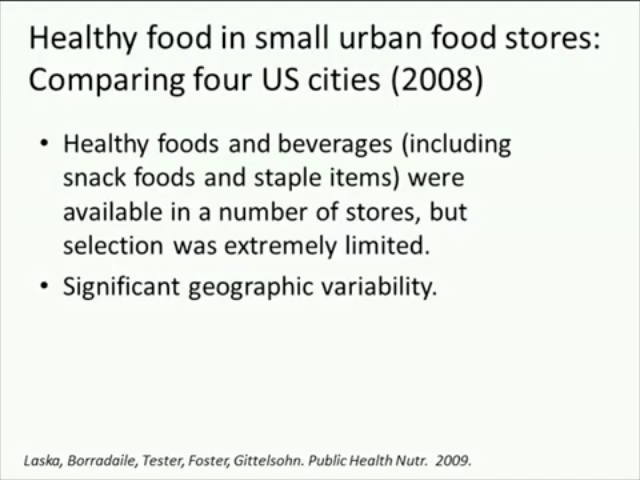 Healthy food in small urban food stores:
Comparing four US cities (2008)
• Healthy foods and beverages (including
snack foods and staple items) were
available in a number of stores, but
selection was extremely limited.
• Significant geographic variability.
Laska, Borradaile, Tester, Foster, Gittelsohn. Public Health Nutr. 2009.